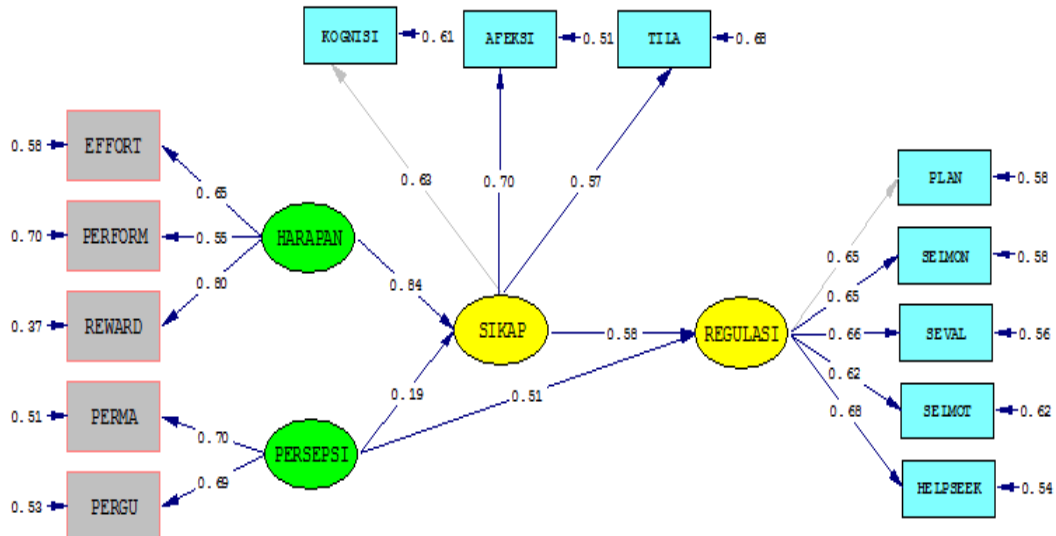 KOGNISI
0.61
AFEKSI
0.51
TILA
0.68
0.58
EFFORT
0.70
PERFORM
0.37
REWARD
0.51
PERMA
0.53
PERGU
0.65
0.55
0.80
HARAPAN
0.70
0.69
PERSEPSI
0.63
0.70
0.57
0.84
0.19
SIKAP
0.58
0.51
REGULASI
0.65
0.65
0.66
0.62
0.68
PLAN
0.58
SELMON
0.58
SEVAL
0.56
SELMOT
0.62
HELPSEEK
0.54